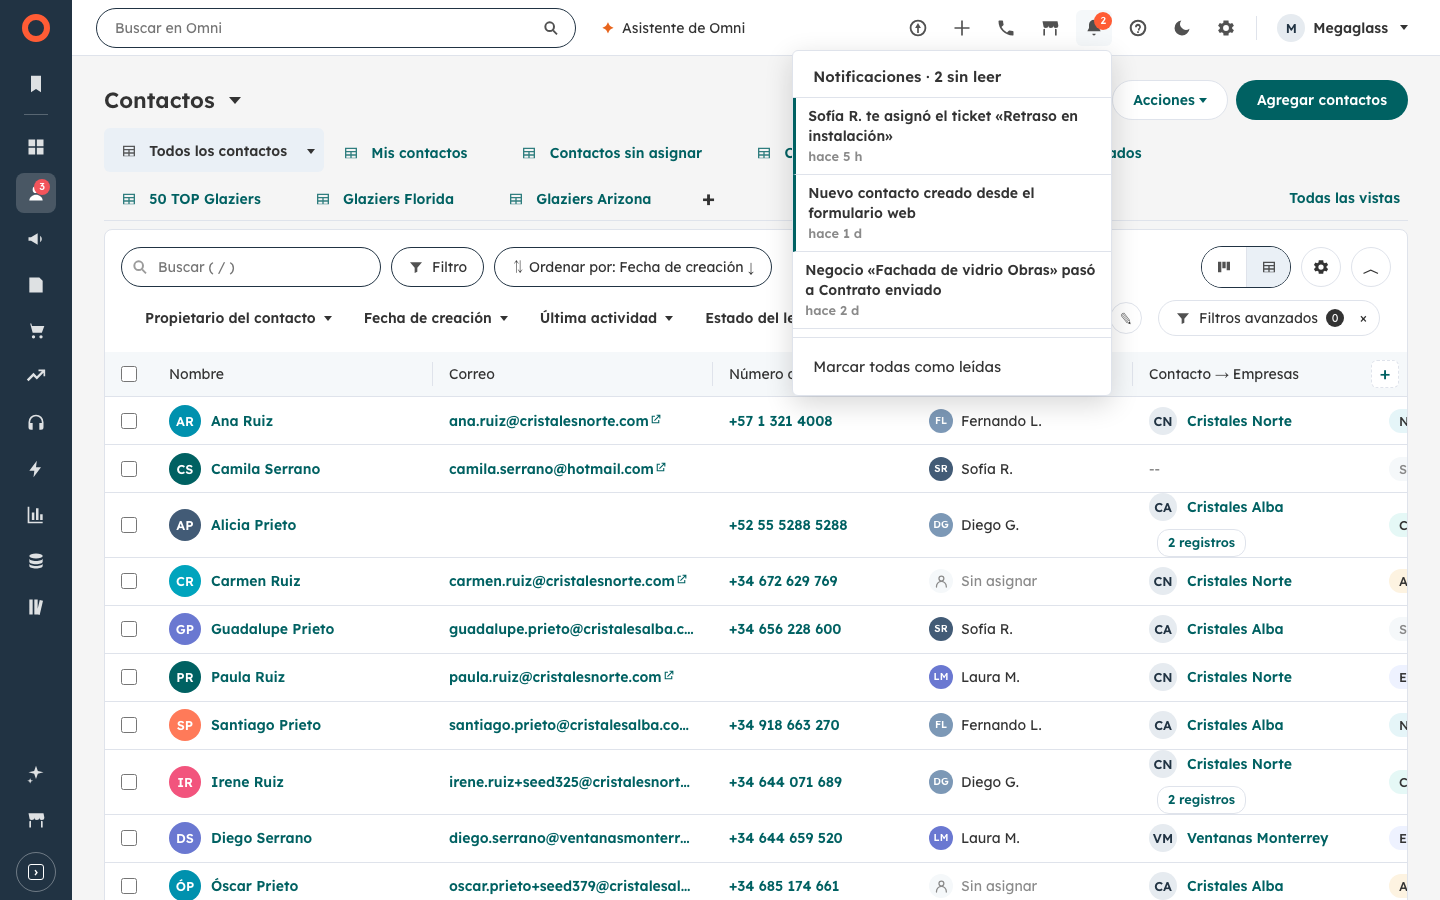 Buscar en Omni
Asistente de Omni
2
M
Megaglass
Contactos
Acciones
Agregar contactos
Notificaciones · 2 sin leer
Sofía R. te asignó el ticket «Retraso en
instalación»
hace 5 h
Nuevo contacto creado desde el
formulario web
hace 1 d
Negocio «Fachada de vidrio Obras» pasó
a Contrato enviado
hace 2 d
Marcar todas como leídas
3
Todos los contactos
Mis contactos
Contactos sin asignar
50 TOP Glaziers
Glaziers Florida
Glaziers Arizona
Todas las vistas
Buscar ( / )
Filtro
Ordenar por: Fecha de creación ↓
Propietario del contacto
Fecha de creación
Última actividad
Estado del le
Filtros avanzados 0 ×
Nombre
Correo
Número
Contacto → Empresas
AR Ana Ruiz
ana.ruiz@cristalesnorte.com
+57 1 321 4008
FL Fernando L.
CN Cristales Norte
N
CS Camila Serrano
camila.serrano@hotmail.com
SR Sofía R.
--
S
AP Alicia Prieto
+52 55 5288 5288
DG Diego G.
CA Cristales Alba
2 registros
C
CR Carmen Ruiz
carmen.ruiz@cristalesnorte.com
+34 672 629 769
Sin asignar
CN Cristales Norte
A
GP Guadalupe Prieto
guadalupe.prieto@cristalesalba.c...
+34 656 228 600
SR Sofía R.
CA Cristales Alba
S
PR Paula Ruiz
paula.ruiz@cristalesnorte.com
LM Laura M.
CN Cristales Norte
E
SP Santiago Prieto
santiago.prieto@cristalesalba.co...
+34 918 663 270
FL Fernando L.
CA Cristales Alba
N
IR Irene Ruiz
irene.ruiz+seed325@cristalesnort...
+34 644 071 689
DG Diego G.
CN Cristales Norte
2 registros
C
DS Diego Serrano
diego.serrano@ventanasmonterr...
+34 644 659 520
LM Laura M.
VM Ventanas Monterrey
E
ÓP Óscar Prieto
oscar.prieto+seed379@cristalesal...
+34 685 174 661
Sin asignar
CA Cristales Alba
A